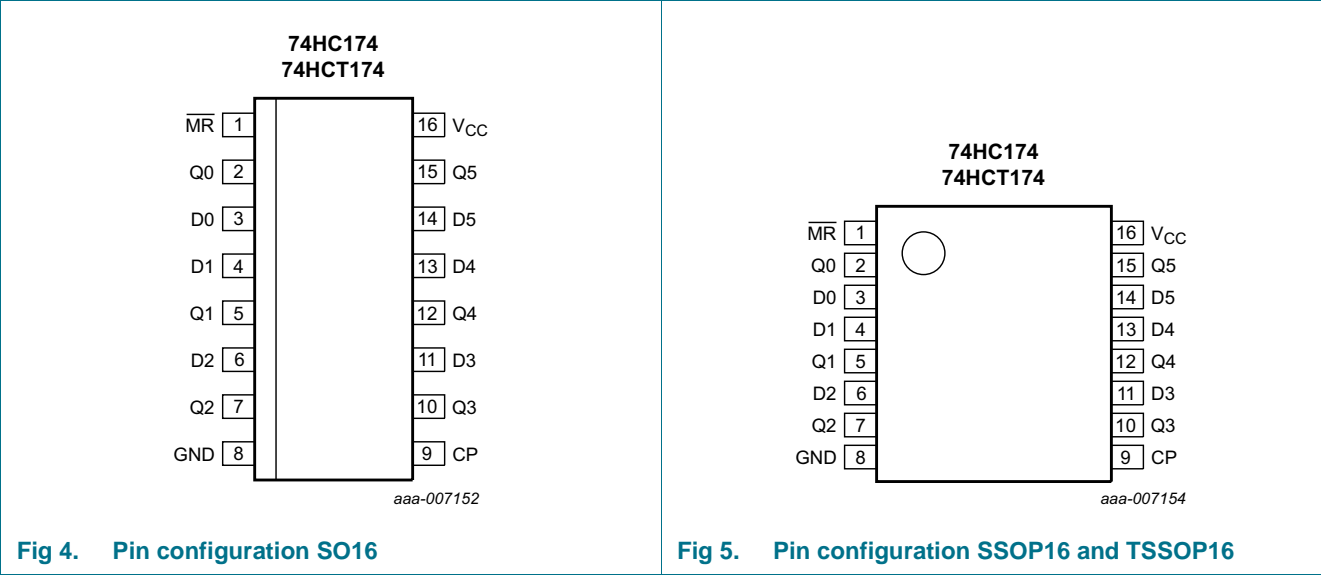 74HC174
74HCT174
M̅R̅ 1 16 VCC
Q0 2 15 Q5
D0 3 14 D5
D1 4 13 D4
Q1 5 12 Q4
D2 6 11 D3
Q2 7 10 Q3
GND 8 9 CP
aaa-007152
Fig 4. Pin configuration SO16
74HC174
74HCT174
M̅R̅ 1 16 VCC
Q0 2 15 Q5
D0 3 14 D5
D1 4 13 D4
Q1 5 12 Q4
D2 6 11 D3
Q2 7 10 Q3
GND 8 9 CP
aaa-007154
Fig 5. Pin configuration SSOP16 and TSSOP16